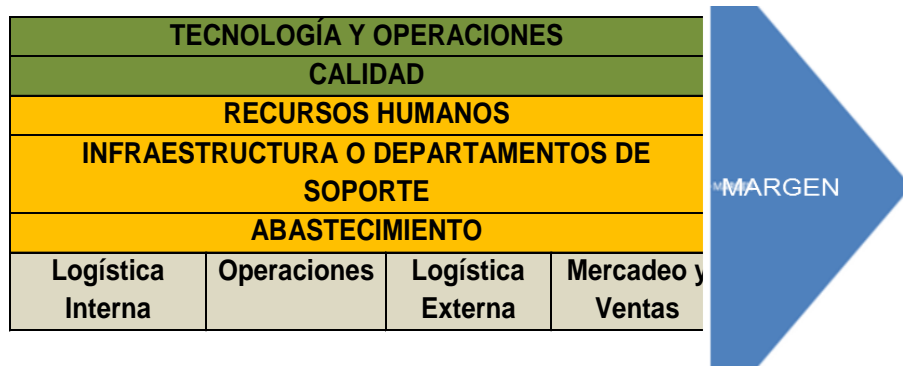 TECNOLOGÍA Y OPERACIONES
CALIDAD
RECURSOS HUMANOS
INFRAESTRUCTURA O DEPARTAMENTOS DE
SOPORTE
ABASTECIMIENTO
MARGEN
Logística Operaciones Logística Mercadeo y
Interna Externa Ventas